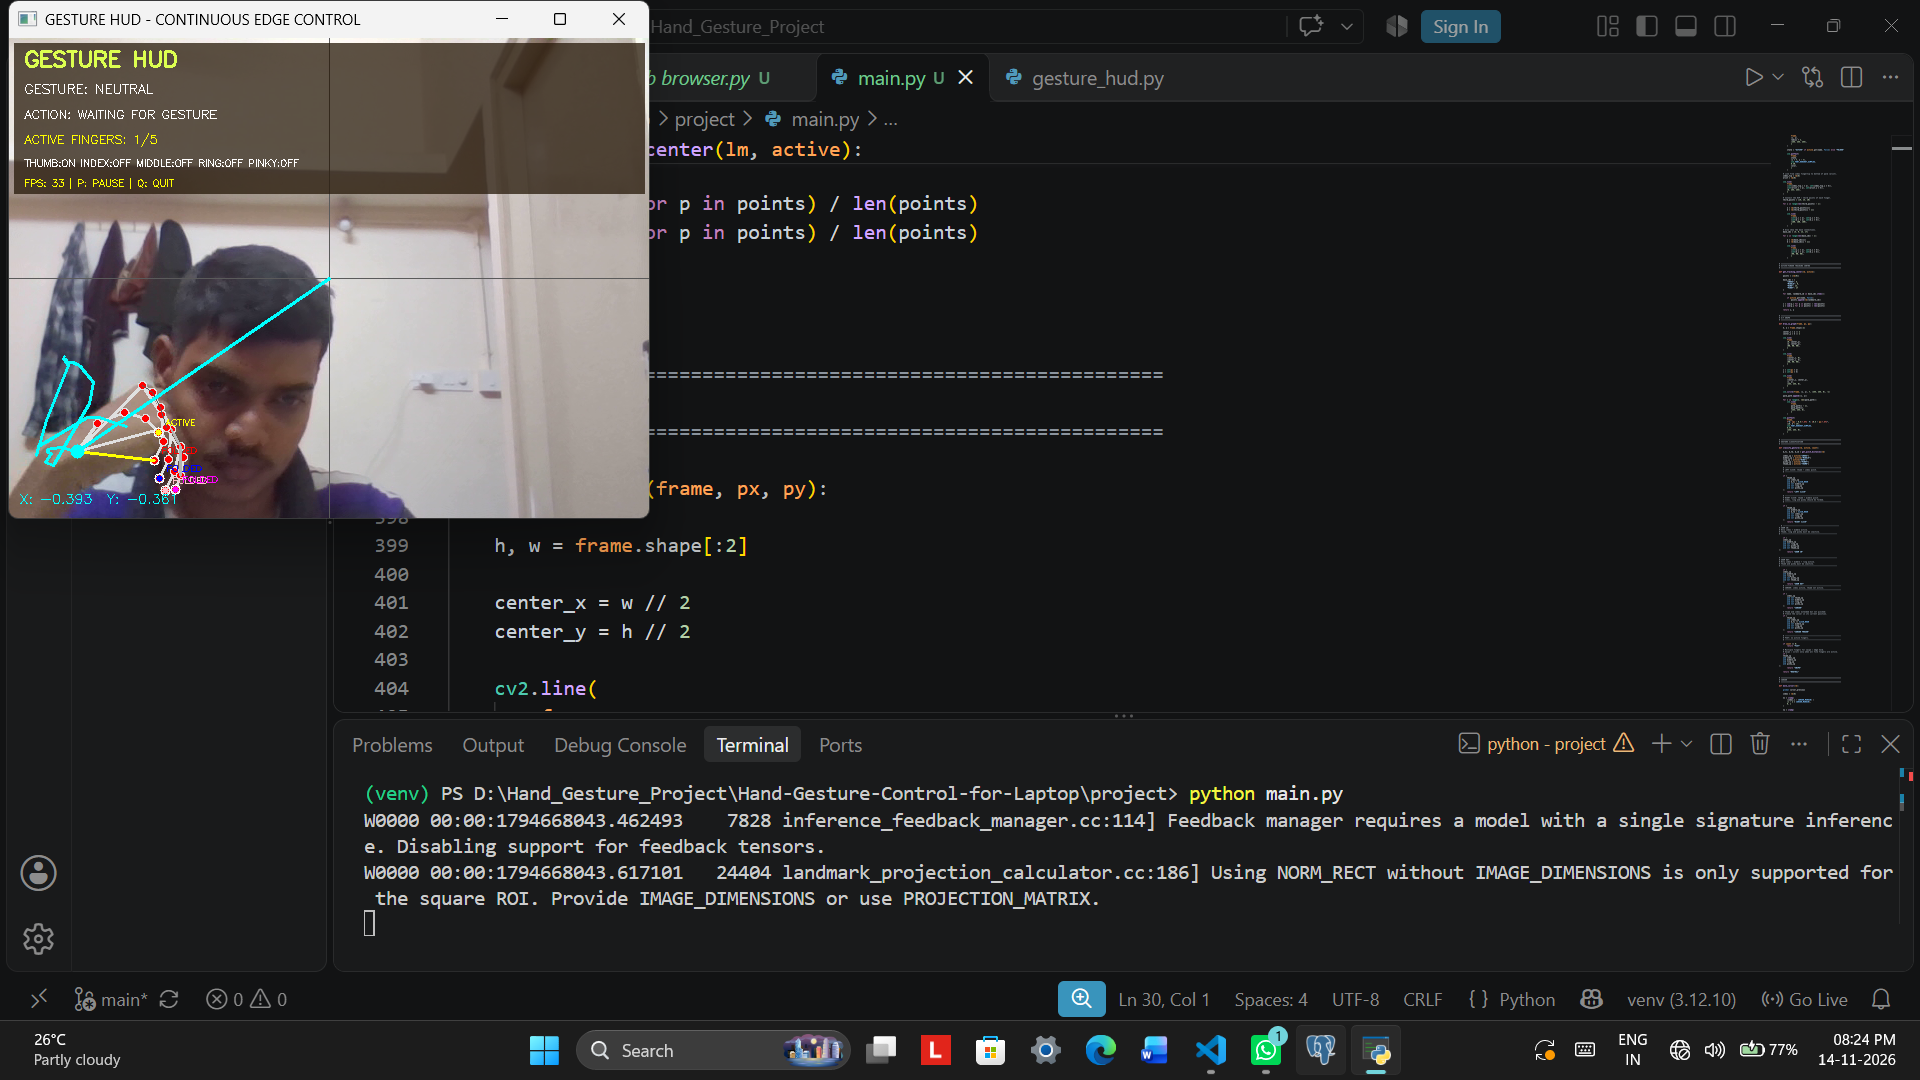 GESTURE HUD - CONTINUOUS EDGE CONTROL
Hand_Gesture_Project
Sign In
GESTURE HUD
GESTURE: NEUTRAL
ACTION: WAITING FOR GESTURE
ACTIVE FINGERS: 1/5
THUMB:ON INDEX:OFF MIDDLE:OFF RING:OFF PINKY:OFF
FPS: 33 | P: PAUSE | Q: QUIT
ACTIVE
X: -0.393 Y: -0.361
browser.py U
main.py U
gesture_hud.py
project > main.py > ...
center(lm, active):
or p in points) / len(points)
or p in points) / len(points)
============================================
============================================
(frame, px, py):
398
399 h, w = frame.shape[:2]
400
401 center_x = w // 2
402 center_y = h // 2
403
404 cv2.line(
Problems Output Debug Console Terminal Ports
python - project
(venv) PS D:\Hand_Gesture_Project\Hand-Gesture-Control-for-Laptop\project> python main.py
W0000 00:00:1794668043.462493 7828 inference_feedback_manager.cc:114] Feedback manager requires a model with a single signature inferenc
e. Disabling support for feedback tensors.
W0000 00:00:1794668043.617101 24404 landmark_projection_calculator.cc:186] Using NORM_RECT without IMAGE_DIMENSIONS is only supported for
the square ROI. Provide IMAGE_DIMENSIONS or use PROJECTION_MATRIX.
main* 0 0
Ln 30, Col 1 Spaces: 4 UTF-8 CRLF { } Python venv (3.12.10) Go Live
26°C
Partly cloudy
Search
L
1
ENG
IN
77%
08:24 PM
14-11-2026